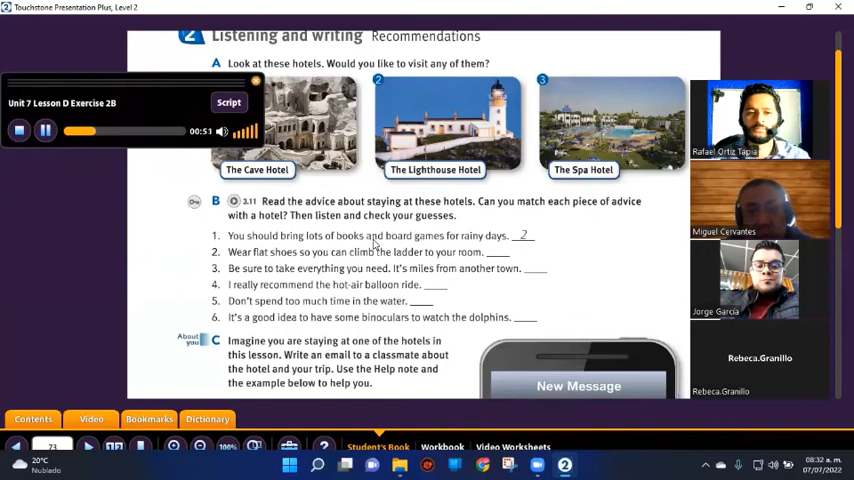 Touchstone Presentation Plus, Level 2
2 Listening and writing Recommendations
A Look at these hotels. Would you like to visit any of them?
Unit 7 Lesson D Exercise 2B
Script
00:51
2
3
The Cave Hotel
The Lighthouse Hotel
The Spa Hotel
B 3.11 Read the advice about staying at these hotels. Can you match each piece of advice
with a hotel? Then listen and check your guesses.
1. You should bring lots of books and board games for rainy days. 2
2. Wear flat shoes so you can climb the ladder to your room.
3. Be sure to take everything you need. It's miles from another town.
4. I really recommend the hot-air balloon ride.
5. Don't spend too much time in the water.
6. It's a good idea to have some binoculars to watch the dolphins.
About
you
C Imagine you are staying at one of the hotels in
this lesson. Write an email to a classmate about
the hotel and your trip. Use the Help note and
the example below to help you.
New Message
Rafael Ortiz Tapia
Miguel Cervantes
Jorge García
Rebeca.Granillo
Rebeca.Granillo
Contents
Video
Bookmarks
Dictionary
73
100%
Student's Book
Workbook
Video Worksheets
20°C
Nublado
08:32 a. m.
07/07/2022